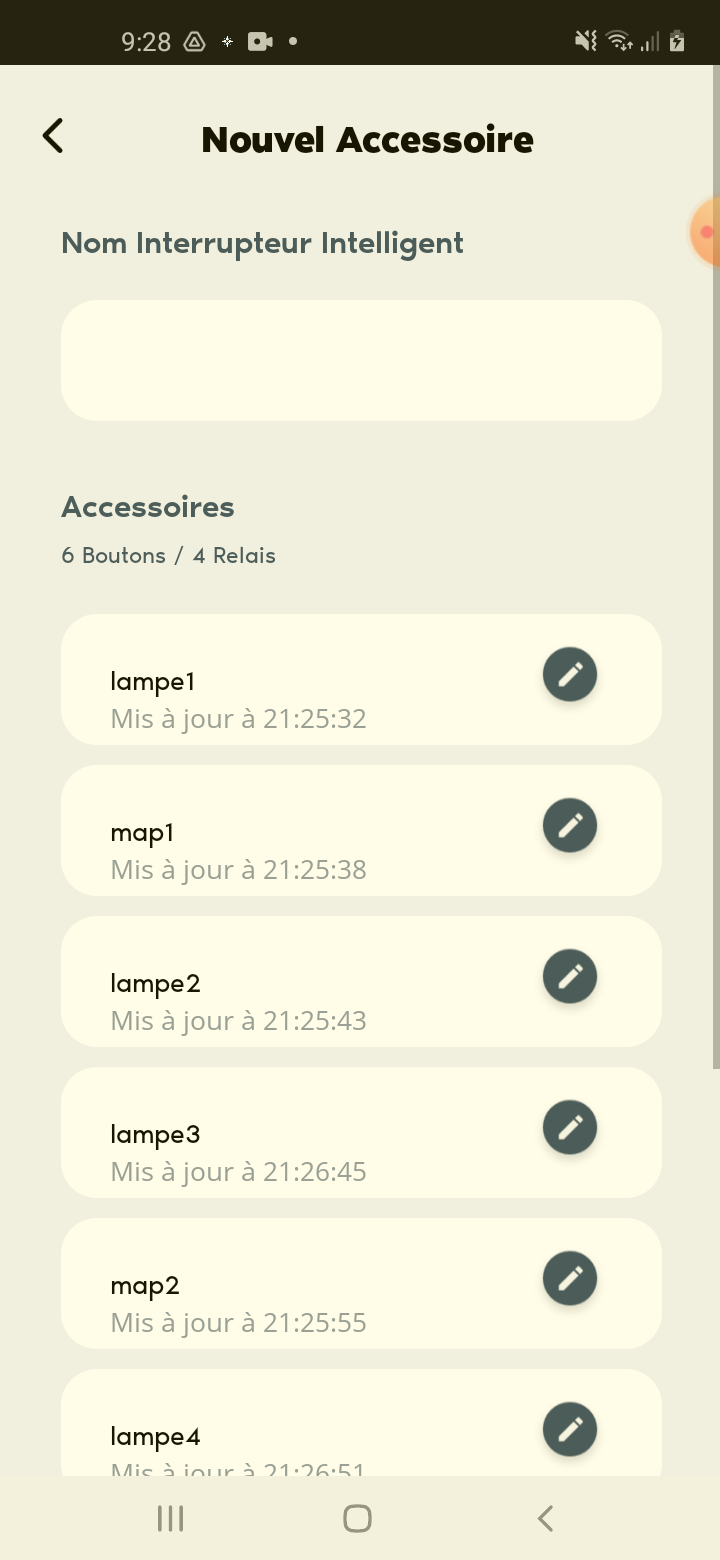 9:28
Nouvel Accessoire
Nom Interrupteur Intelligent
Accessoires
6 Boutons / 4 Relais
lampe1
Mis à jour à 21:25:32
map1
Mis à jour à 21:25:38
lampe2
Mis à jour à 21:25:43
lampe3
Mis à jour à 21:26:45
map2
Mis à jour à 21:25:55
lampe4
Mis à jour à 21:26:51